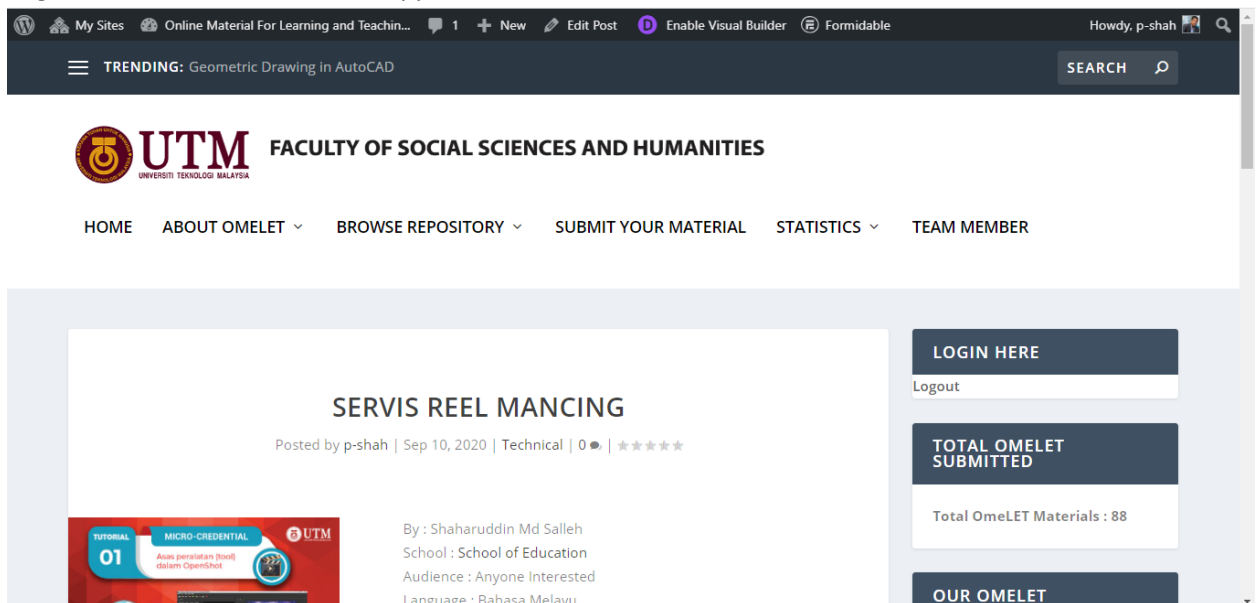 My Sites Online Material For Learning and Teachin... 1 New Edit Post D Enable Visual Builder Formidable Howdy, p-shah
TRENDING: Geometric Drawing in AutoCAD SEARCH
UTM
UNIVERSITI TEKNOLOGI MALAYSIA
FACULTY OF SOCIAL SCIENCES AND HUMANITIES
HOME ABOUT OMELET BROWSE REPOSITORY SUBMIT YOUR MATERIAL STATISTICS TEAM MEMBER
SERVIS REEL MANCING
Posted by p-shah | Sep 10, 2020 | Technical | 0 |
TUTORIAL
01
MICRO-CREDENTIAL
UTM
Asas peralatan (tool)
dalam OpenShot
By : Shaharuddin Md Salleh
School : School of Education
Audience : Anyone Interested
Language : Bahasa Melayu
LOGIN HERE
Logout
TOTAL OMELET
SUBMITTED
Total OmeLET Materials : 88
OUR OMELET